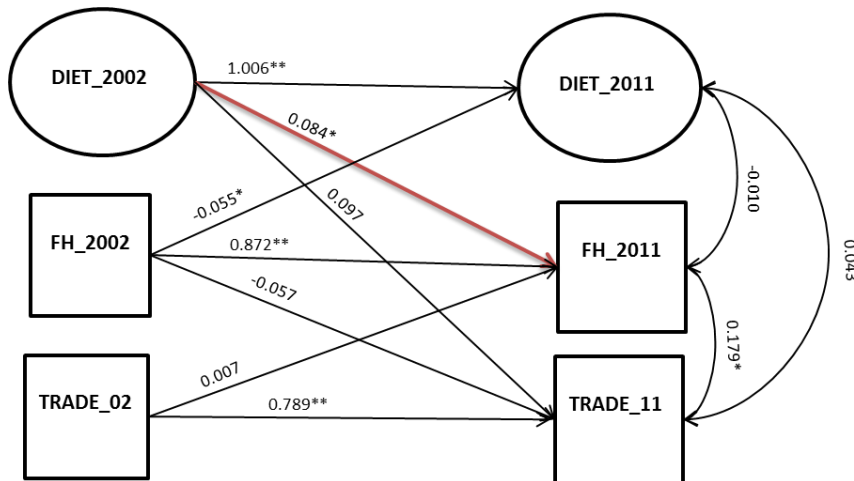 DIET_2002
1.006**
DIET_2011
0.084*
-0.055*
0.097
-0.010
FH_2002
0.872**
FH_2011
0.043
-0.057
0.179*
0.007
TRADE_02
0.789**
TRADE_11